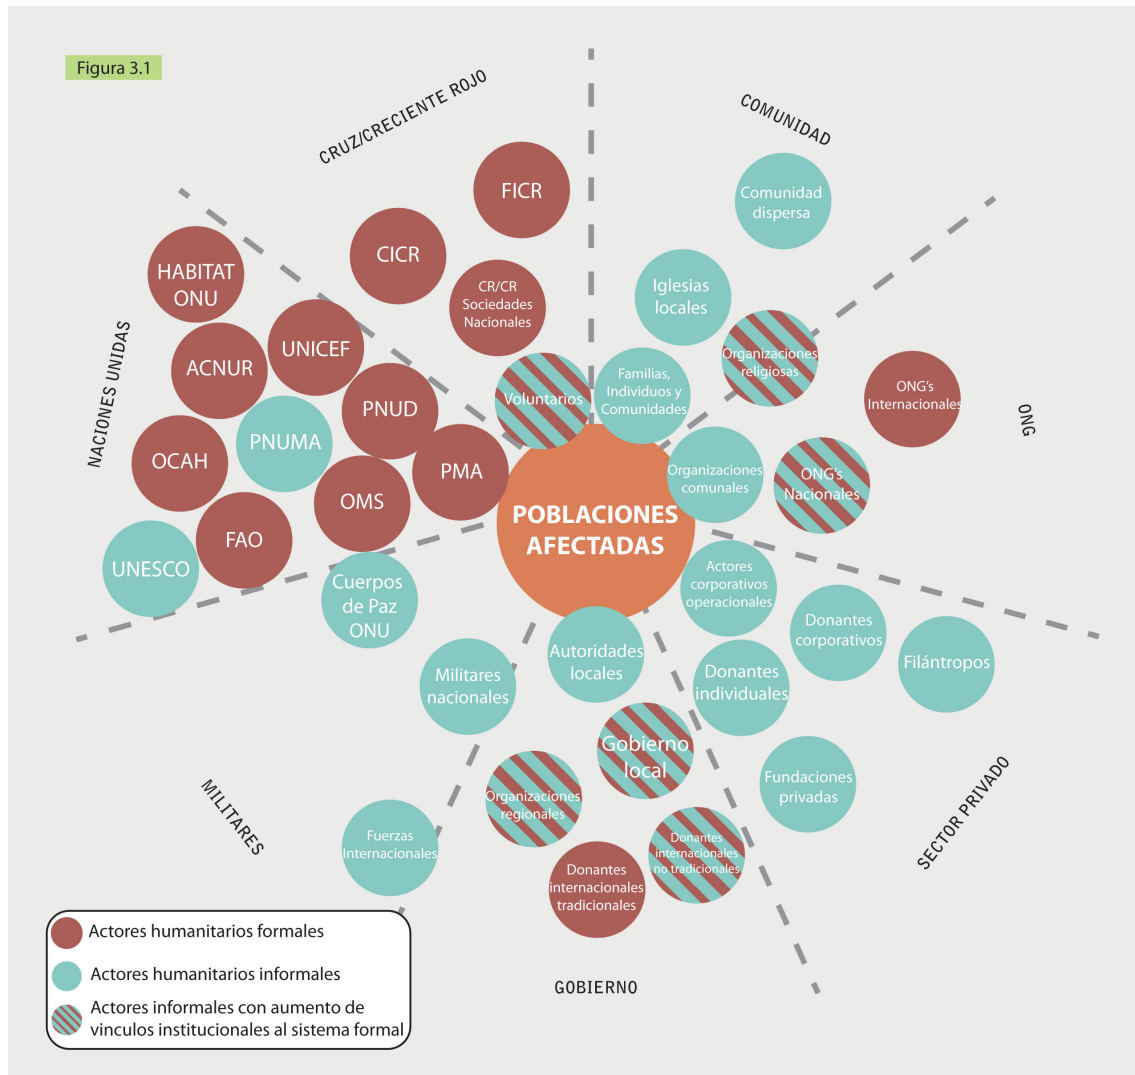 Figura 3.1
CRUZ/CRECIENTE ROJO
FICR
CICR
CR/CR
Sociedades
Nacionales
Voluntarios
COMUNIDAD
Comunidad
dispersa
Iglesias
locales
Organizaciones
religiosas
Familias,
Individuos y
Comunidades
Organizaciones
comunales
ONG
ONG's
Internacionales
ONG's
Nacionales
NACIONES UNIDAS
HABITAT
ONU
UNICEF
ACNUR
PNUD
PNUMA
OCAH
PMA
OMS
FAO
UNESCO
POBLACIONES
AFECTADAS
MILITARES
Cuerpos
de Paz
ONU
Militares
nacionales
Fuerzas
Internacionales
GOBIERNO
Autoridades
locales
Gobierno
local
Organizaciones
regionales
Donantes
internacionales
no tradicionales
Donantes
internacionales
tradicionales
SECTOR PRIVADO
Actores
corporativos
operacionales
Donantes
corporativos
Filántropos
Donantes
individuales
Fundaciones
privadas
Actores humanitarios formales
Actores humanitarios informales
Actores informales con aumento de
vinculos institucionales al sistema formal